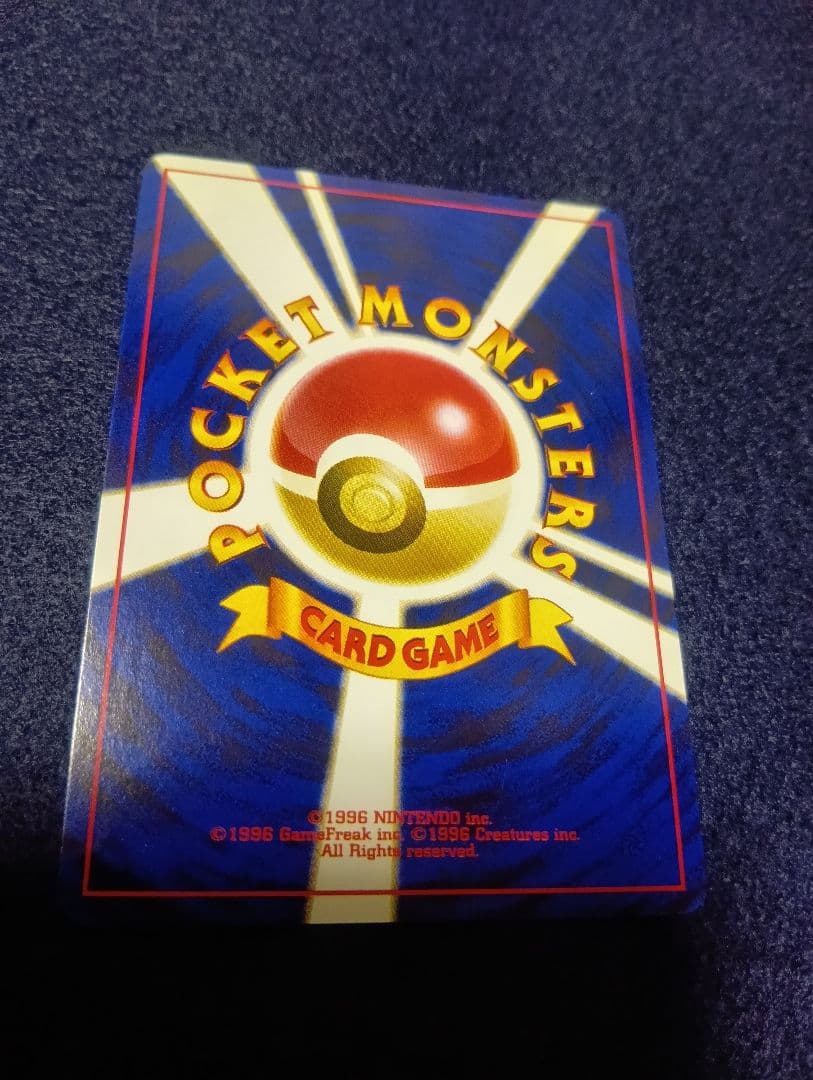 POCKET MONSTERS
CARD GAME
©1996 NINTENDO inc.
©1996 GameFreak inc. ©1996 Creatures inc.
All Rights reserved.